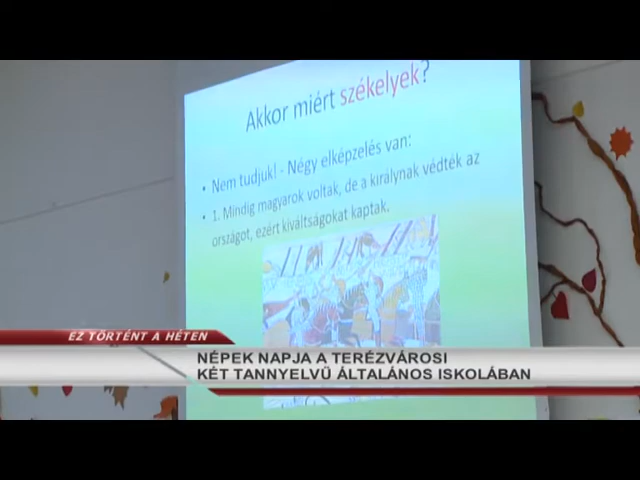 Akkor miért székelyek?
• Nem tudjuk! - Négy elképzelés van:
• 1. Mindig magyarok voltak, de a királynak védték az
országot, ezért kiváltságokat kaptak.
EZ TÖRTÉNT A HÉTEN
NÉPEK NAPJA A TERÉZVÁROSI
KÉT TANNYELVŰ ÁLTALÁNOS ISKOLÁBAN